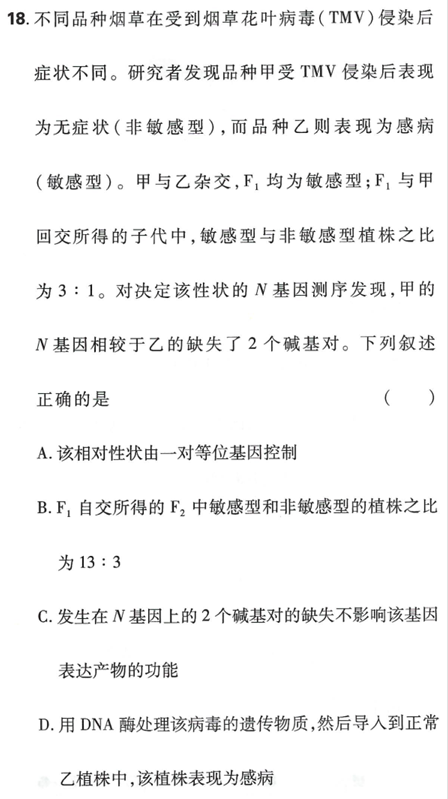 18. 不同品种烟草在受到烟草花叶病毒(TMV)侵染后
症状不同。研究者发现品种甲受 TMV 侵染后表现
为无症状(非敏感型),而品种乙则表现为感病
(敏感型)。甲与乙杂交,F₁ 均为敏感型;F₁ 与甲
回交所得的子代中,敏感型与非敏感型植株之比
为 3∶1。对决定该性状的 N 基因测序发现,甲的
N 基因相较于乙的缺失了 2 个碱基对。下列叙述
正确的是 ( )
A. 该相对性状由一对等位基因控制
B. F₁ 自交所得的 F₂ 中敏感型和非敏感型的植株之比
为 13∶3
C. 发生在 N 基因上的 2 个碱基对的缺失不影响该基因
表达产物的功能
D. 用 DNA 酶处理该病毒的遗传物质,然后导入到正常
乙植株中,该植株表现为感病